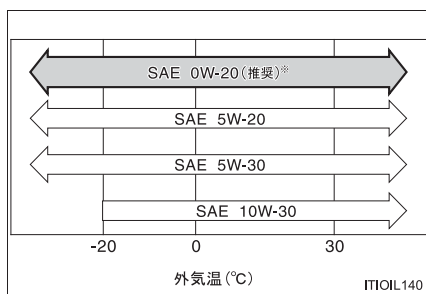 SAE 0W-20(推奨)※
SAE 5W-20
SAE 5W-30
SAE 10W-30
-20 0 30
外気温(℃)
ITIOIL140